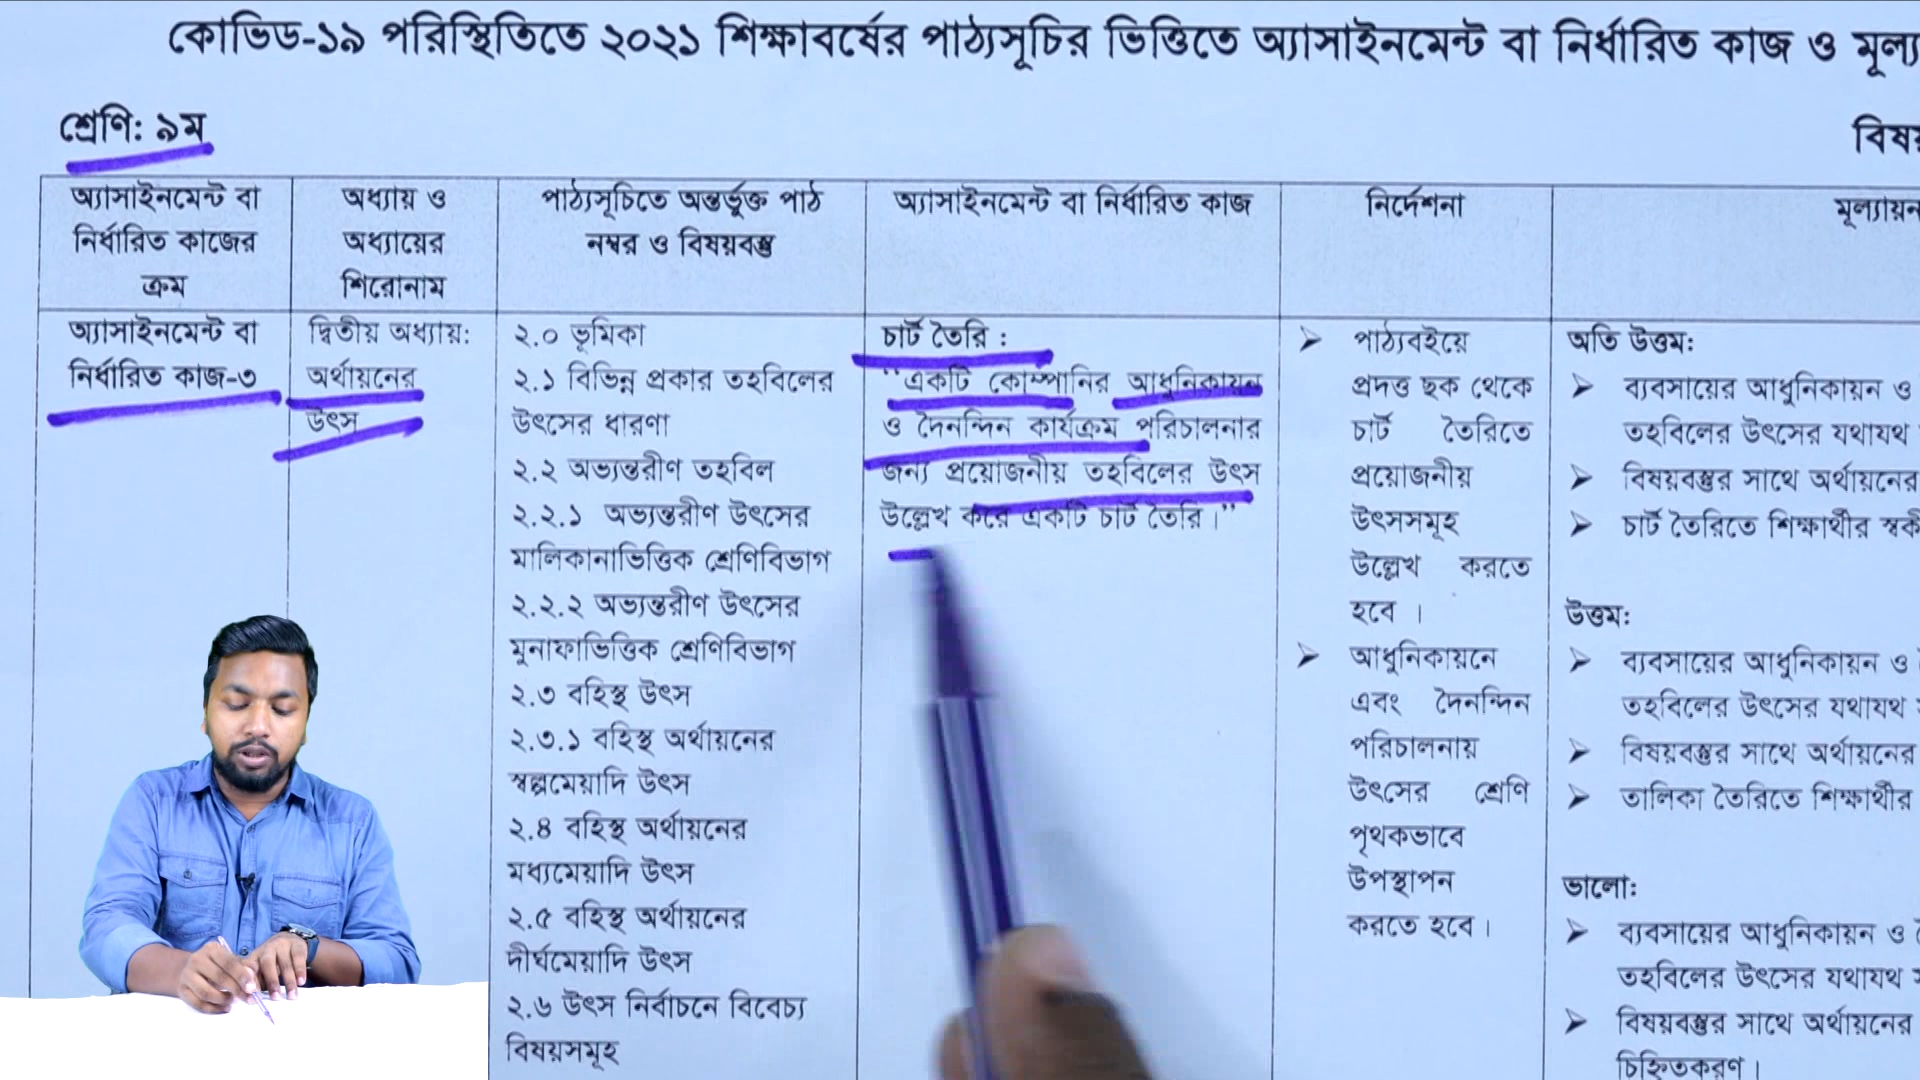 কোভিড-১৯ পরিস্থিতিতে ২০২১ শিক্ষাবর্ষের পাঠ্যসূচির ভিত্তিতে অ্যাসাইনমেন্ট বা নির্ধারিত কাজ ও মূল্য
শ্রেণি: ৯ম
বিষয়
অ্যাসাইনমেন্ট বা
নির্ধারিত কাজের
ক্রম
অধ্যায় ও
অধ্যায়ের
শিরোনাম
পাঠ্যসূচিতে অন্তর্ভুক্ত পাঠ
নম্বর ও বিষয়বস্তু
অ্যাসাইনমেন্ট বা নির্ধারিত কাজ
নির্দেশনা
মূল্যায়ন
অ্যাসাইনমেন্ট বা
নির্ধারিত কাজ-৩
দ্বিতীয় অধ্যায়:
অর্থায়নের
উৎস
২.০ ভূমিকা
২.১ বিভিন্ন প্রকার তহবিলের
উৎসের ধারণা
২.২ অভ্যন্তরীণ তহবিল
২.২.১ অভ্যন্তরীণ উৎসের
মালিকানাভিত্তিক শ্রেণিবিভাগ
২.২.২ অভ্যন্তরীণ উৎসের
মুনাফাভিত্তিক শ্রেণিবিভাগ
২.৩ বহিস্থ উৎস
২.৩.১ বহিস্থ অর্থায়নের
স্বল্পমেয়াদি উৎস
২.৪ বহিস্থ অর্থায়নের
মধ্যমেয়াদি উৎস
২.৫ বহিস্থ অর্থায়নের
দীর্ঘমেয়াদি উৎস
২.৬ উৎস নির্বাচনে বিবেচ্য
বিষয়সমূহ
চার্ট তৈরি :
"একটি কোম্পানির আধুনিকায়ন
ও দৈনন্দিন কার্যক্রম পরিচালনার
জন্য প্রয়োজনীয় তহবিলের উৎস
উল্লেখ করে একটি চার্ট তৈরি।"
➢ পাঠ্যবইয়ে
প্রদত্ত ছক থেকে
চার্ট তৈরিতে
প্রয়োজনীয়
উৎসসমূহ
উল্লেখ করতে
হবে ।
➢ আধুনিকায়নে
এবং দৈনন্দিন
পরিচালনায়
উৎসের শ্রেণি
পৃথকভাবে
উপস্থাপন
করতে হবে।
অতি উত্তম:
➢ ব্যবসায়ের আধুনিকায়ন ও
তহবিলের উৎসের যথাযথ
➢ বিষয়বস্তুর সাথে অর্থায়নের
➢ চার্ট তৈরিতে শিক্ষার্থীর স্বকী
উত্তম:
➢ ব্যবসায়ের আধুনিকায়ন ও
তহবিলের উৎসের যথাযথ
➢ বিষয়বস্তুর সাথে অর্থায়নের
➢ তালিকা তৈরিতে শিক্ষার্থীর
ভালো:
➢ ব্যবসায়ের আধুনিকায়ন ও
তহবিলের উৎসের যথাযথ
➢ বিষয়বস্তুর সাথে অর্থায়নের
চিহ্নিতকরণ।